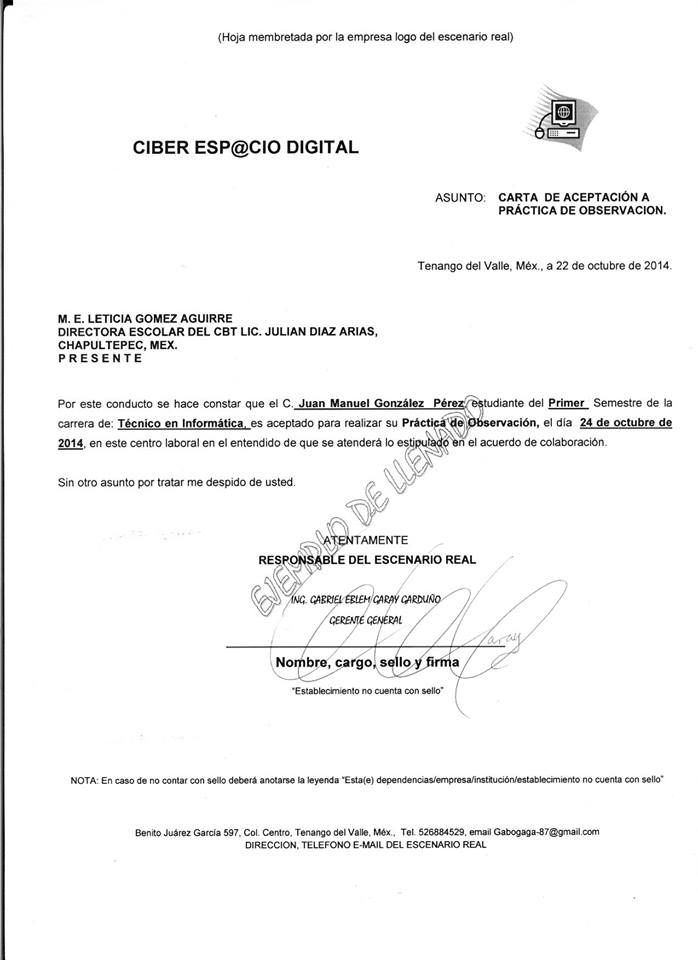 (Hoja membretada por la empresa logo del escenario real)
CIBER ESP@CIO DIGITAL
ASUNTO: CARTA DE ACEPTACIÓN A
PRÁCTICA DE OBSERVACION.
Tenango del Valle, Méx., a 22 de octubre de 2014.
M. E. LETICIA GOMEZ AGUIRRE
DIRECTORA ESCOLAR DEL CBT LIC. JULIAN DIAZ ARIAS,
CHAPULTEPEC, MEX.
P R E S E N T E
Por este conducto se hace constar que el C. Juan Manuel González Pérez, estudiante del Primer Semestre de la
carrera de: Técnico en Informática, es aceptado para realizar su Práctica de Observación, el día 24 de octubre de
2014, en este centro laboral en el entendido de que se atenderá lo estipulado en el acuerdo de colaboración.
Sin otro asunto por tratar me despido de usted.
EJEMPLO DE LLENADO
ATENTAMENTE
RESPONSABLE DEL ESCENARIO REAL
ING. GABRIEL EBLEM GARAY GARDUÑO
GERENTE GENERAL
Garay
Nombre, cargo, sello y firma
“Establecimiento no cuenta con sello”
NOTA: En caso de no contar con sello deberá anotarse la leyenda “Esta(e) dependencias/empresa/institución/establecimiento no cuenta con sello”
Benito Juárez García 597, Col. Centro, Tenango del Valle, Méx., Tel. 526884529, email Gabogaga-87@gmail.com
DIRECCION, TELEFONO E-MAIL DEL ESCENARIO REAL